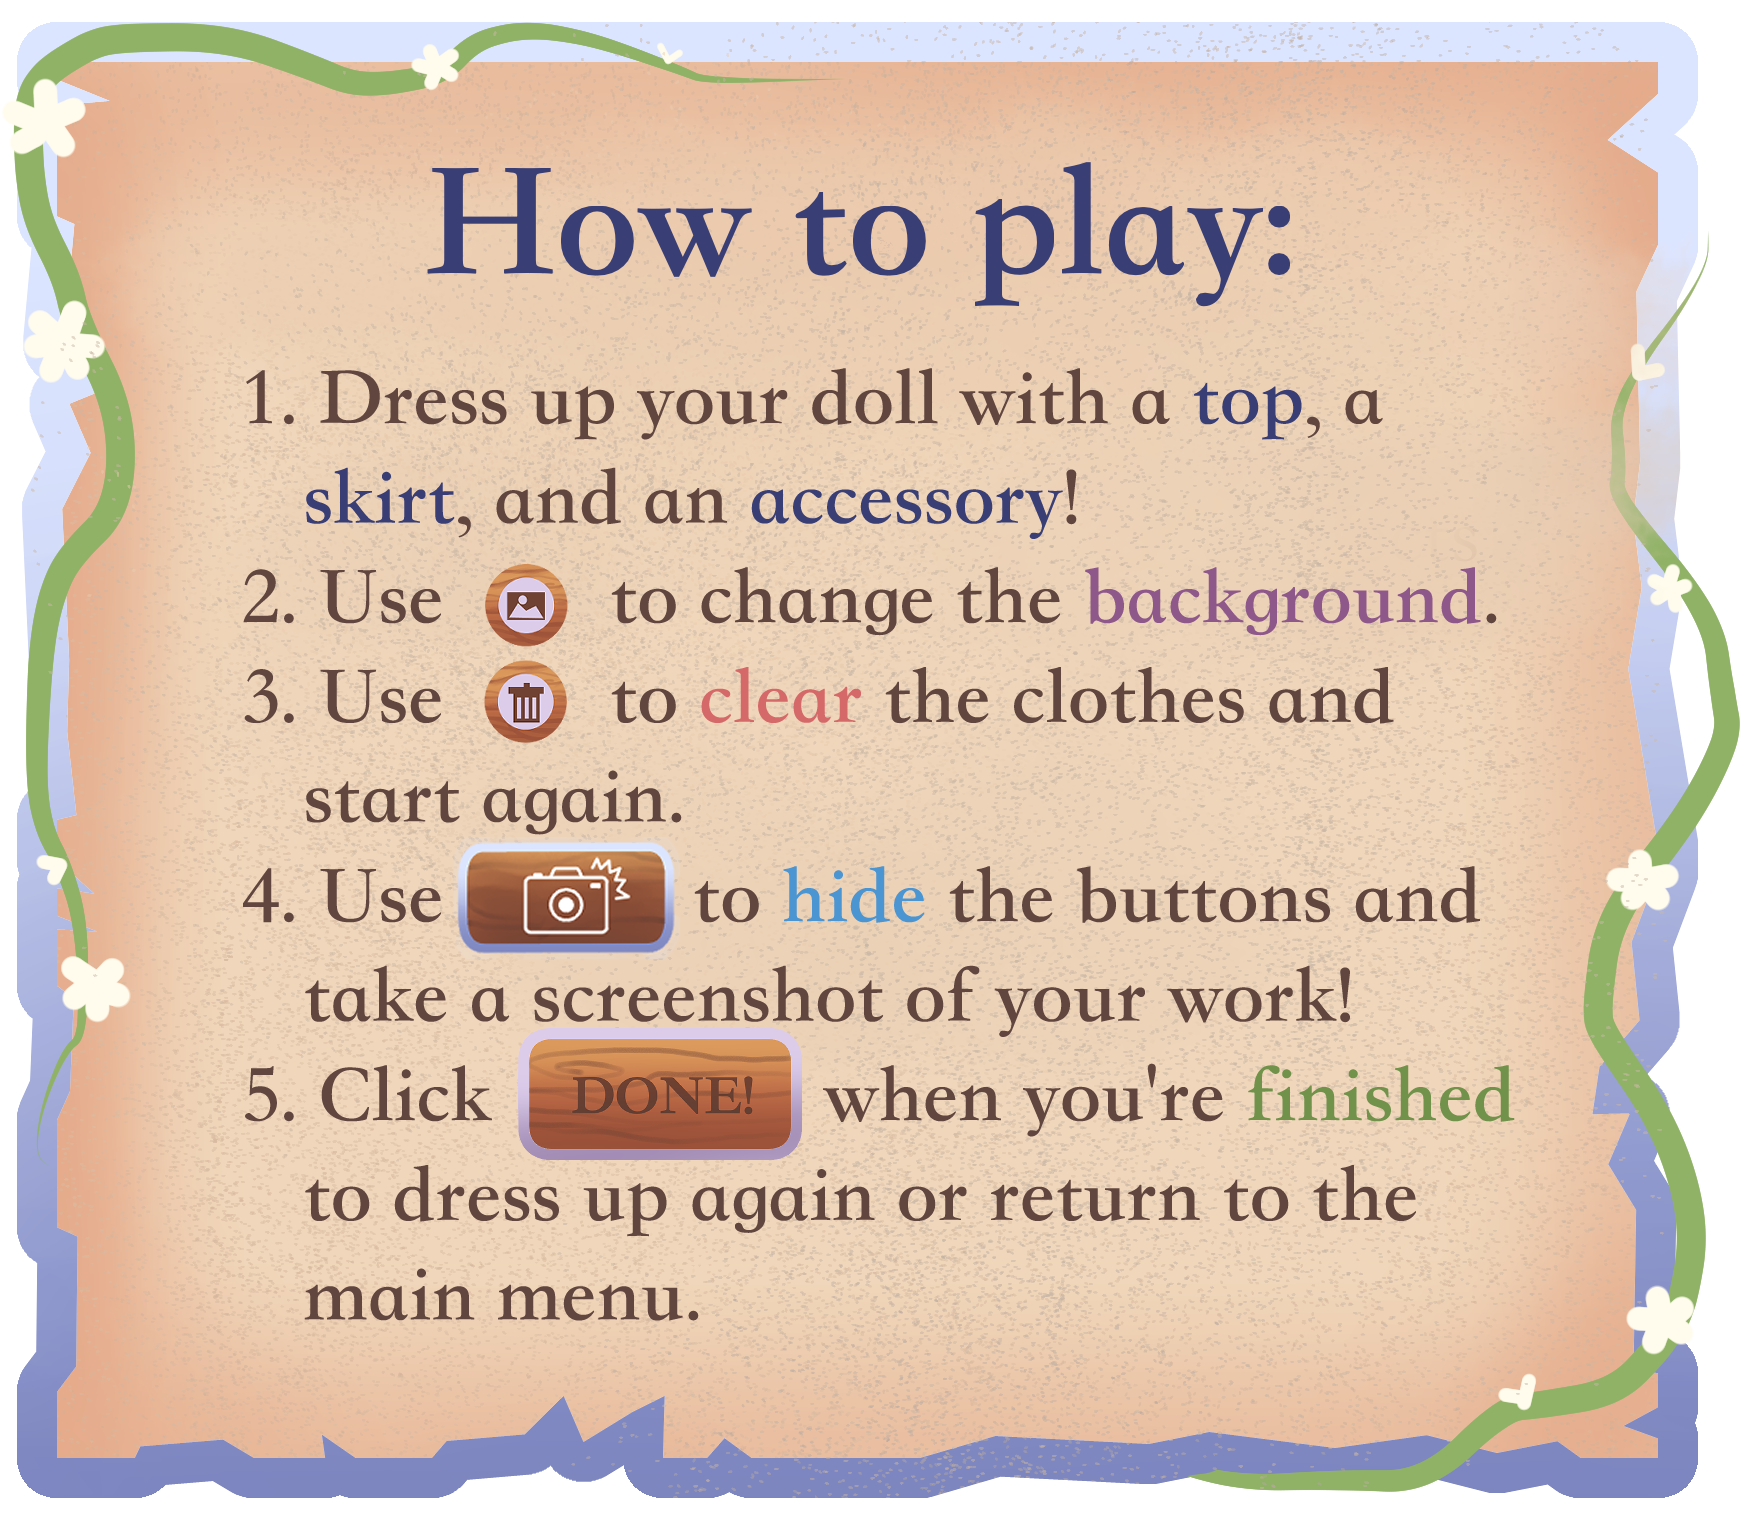 How to play:
1. Dress up your doll with a top, a
skirt, and an accessory!
2. Use to change the background.
3. Use to clear the clothes and
start again.
4. Use to hide the buttons and
take a screenshot of your work!
5. Click DONE! when you're finished
to dress up again or return to the
main menu.